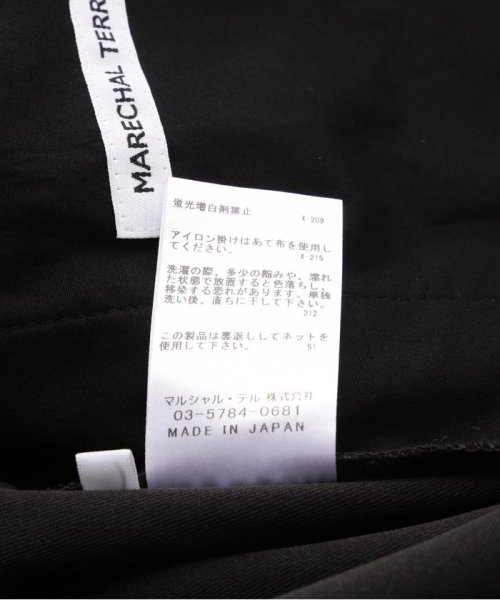 MARECHAL TERR
蛍光増白剤禁止
X-209
アイロン掛けはあて布を使用し
てください。
X-215
洗濯の際、多少の縮みや、濡れ
た状態で放置すると色落ちし、
移染する恐れがあります。単独
洗い後、直ちに干して下さい。
212
この製品は裏返ししてネットを
使用して下さい。
51
マルシャル・テル 株式会社
03-5784-0681
MADE IN JAPAN